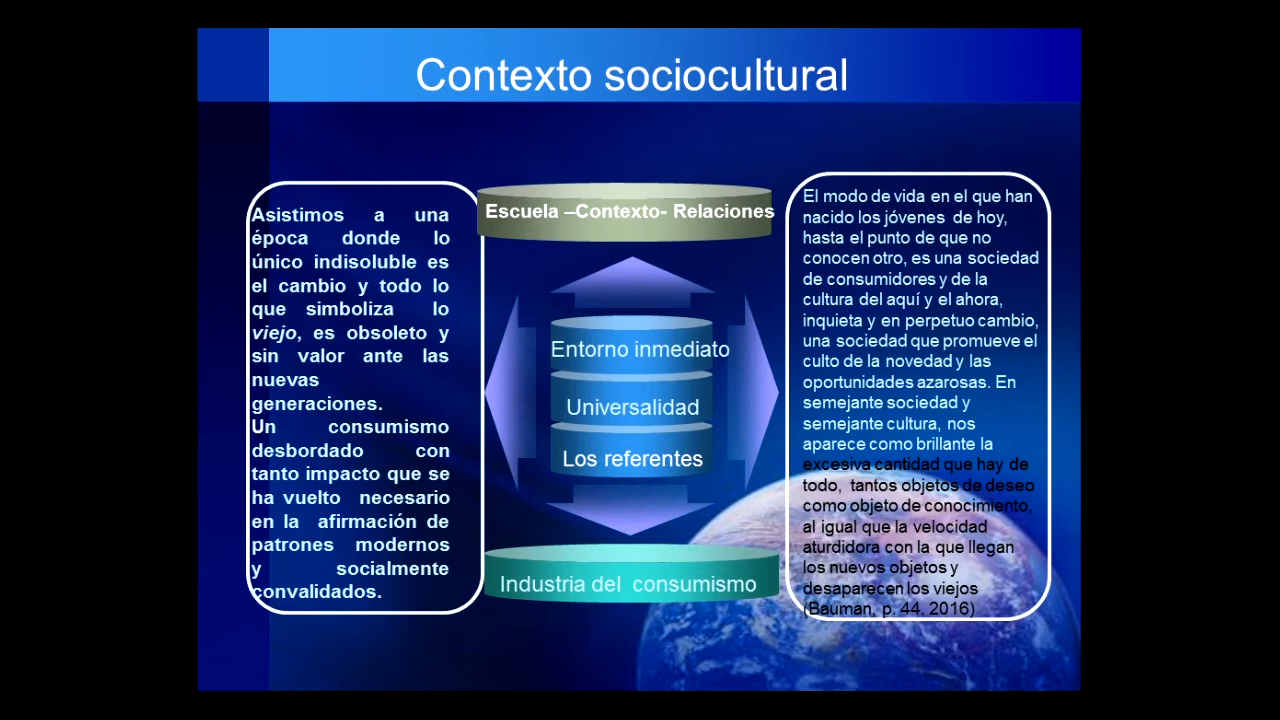 Contexto sociocultural
Asistimos a una
época donde lo
único indisoluble es
el cambio y todo lo
que simboliza lo
viejo, es obsoleto y
sin valor ante las
nuevas
generaciones.
Un consumismo
desbordado con
tanto impacto que se
ha vuelto necesario
en la afirmación de
patrones modernos
y socialmente
convalidados.
Escuela –Contexto- Relaciones
Entorno inmediato
Universalidad
Los referentes
Industria del consumismo
El modo de vida en el que han
nacido los jóvenes de hoy,
hasta el punto de que no
conocen otro, es una sociedad
de consumidores y de la
cultura del aquí y el ahora,
inquieta y en perpetuo cambio,
una sociedad que promueve el
culto de la novedad y las
oportunidades azarosas. En
semejante sociedad y
semejante cultura, nos
aparece como brillante la
excesiva cantidad que hay de
todo, tantos objetos de deseo
como objeto de conocimiento,
al igual que la velocidad
aturdidora con la que llegan
los nuevos objetos y
desaparecen los viejos
(Bauman, p. 44, 2016)